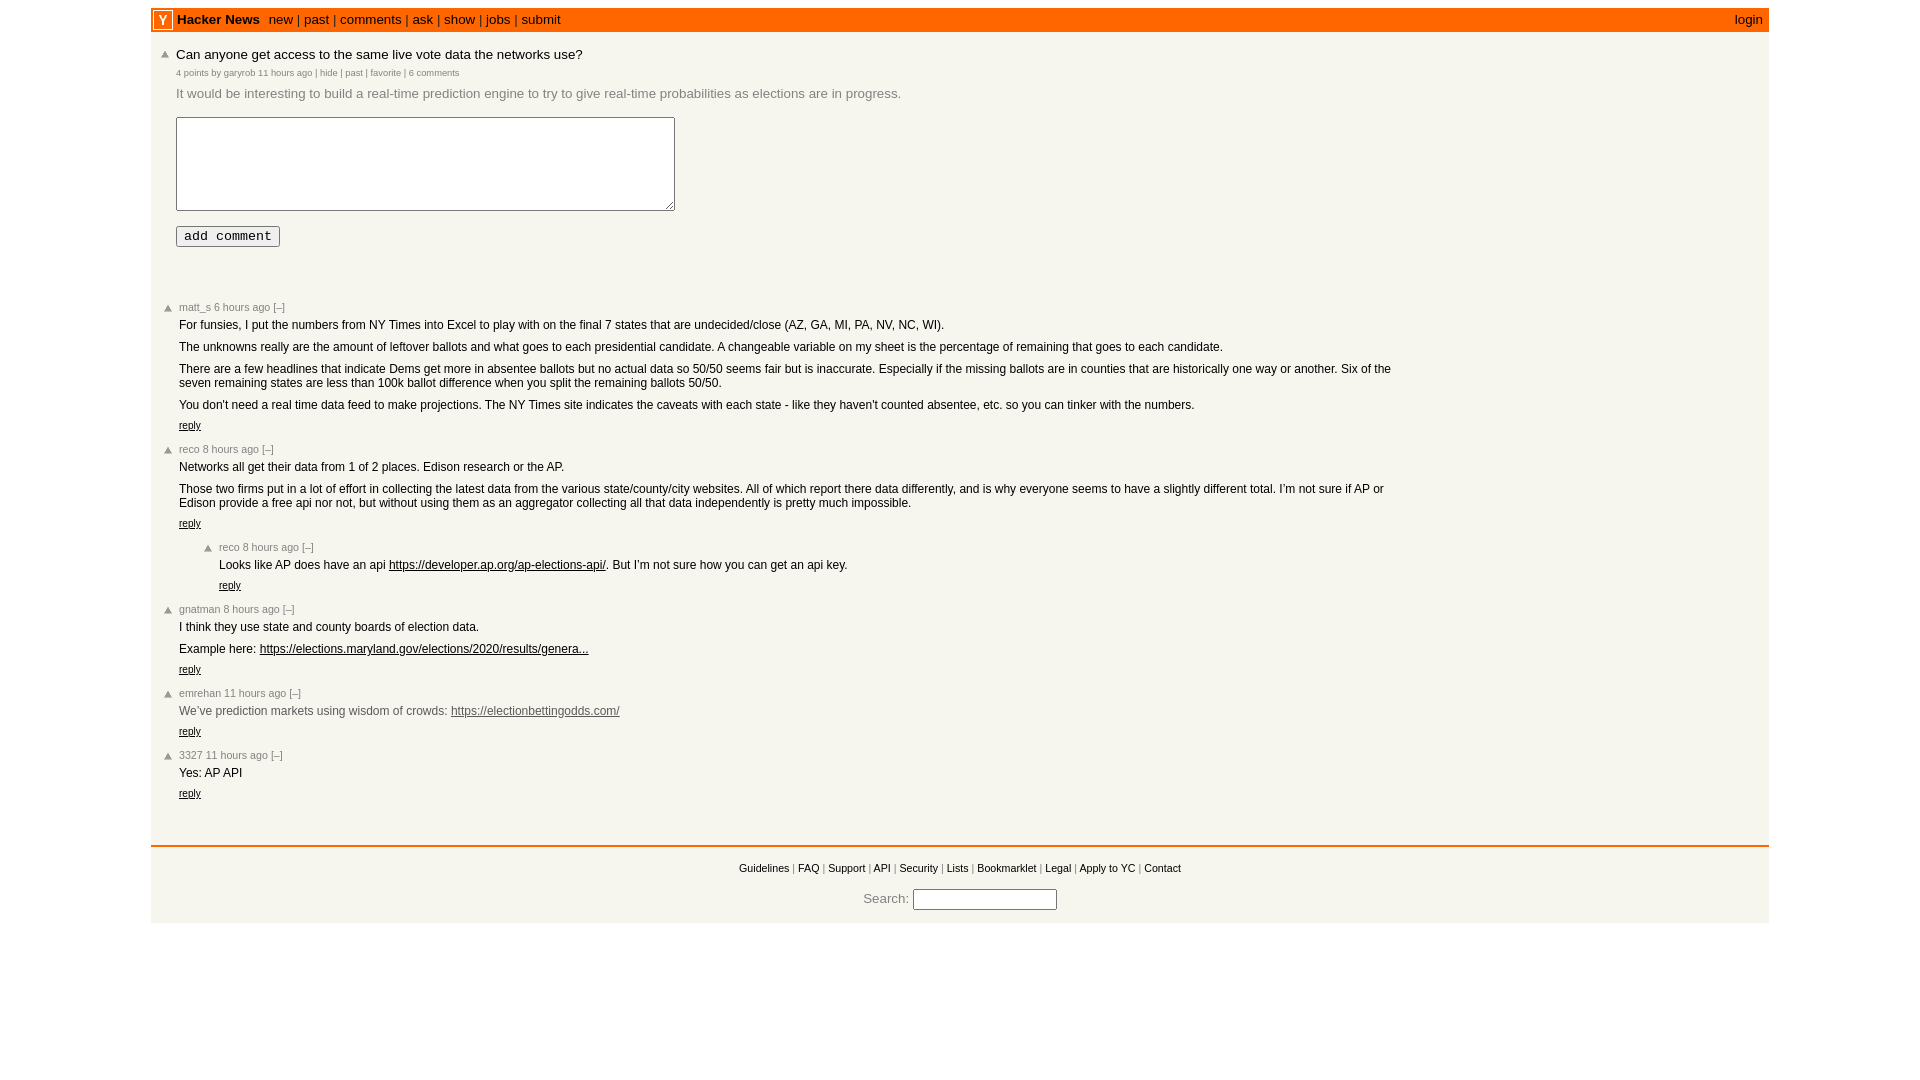 Y Hacker News new | past | comments | ask | show | jobs | submit login
Can anyone get access to the same live vote data the networks use?
4 points by garyrob 11 hours ago | hide | past | favorite | 6 comments
It would be interesting to build a real-time prediction engine to try to give real-time probabilities as elections are in progress.
add comment
matt_s 6 hours ago [–]
For funsies, I put the numbers from NY Times into Excel to play with on the final 7 states that are undecided/close (AZ, GA, MI, PA, NV, NC, WI).
The unknowns really are the amount of leftover ballots and what goes to each presidential candidate. A changeable variable on my sheet is the percentage of remaining that goes to each candidate.
There are a few headlines that indicate Dems get more in absentee ballots but no actual data so 50/50 seems fair but is inaccurate. Especially if the missing ballots are in counties that are historically one way or another. Six of the
seven remaining states are less than 100k ballot difference when you split the remaining ballots 50/50.
You don't need a real time data feed to make projections. The NY Times site indicates the caveats with each state - like they haven't counted absentee, etc. so you can tinker with the numbers.
reply
reco 8 hours ago [–]
Networks all get their data from 1 of 2 places. Edison research or the AP.
Those two firms put in a lot of effort in collecting the latest data from the various state/county/city websites. All of which report there data differently, and is why everyone seems to have a slightly different total. I’m not sure if AP or
Edison provide a free api nor not, but without using them as an aggregator collecting all that data independently is pretty much impossible.
reply
reco 8 hours ago [–]
Looks like AP does have an api https://developer.ap.org/ap-elections-api/. But I’m not sure how you can get an api key.
reply
gnatman 8 hours ago [–]
I think they use state and county boards of election data.
Example here: https://elections.maryland.gov/elections/2020/results/genera...
reply
emrehan 11 hours ago [–]
We’ve prediction markets using wisdom of crowds: https://electionbettingodds.com/
reply
3327 11 hours ago [–]
Yes: AP API
reply
Guidelines | FAQ | Support | API | Security | Lists | Bookmarklet | Legal | Apply to YC | Contact
Search: